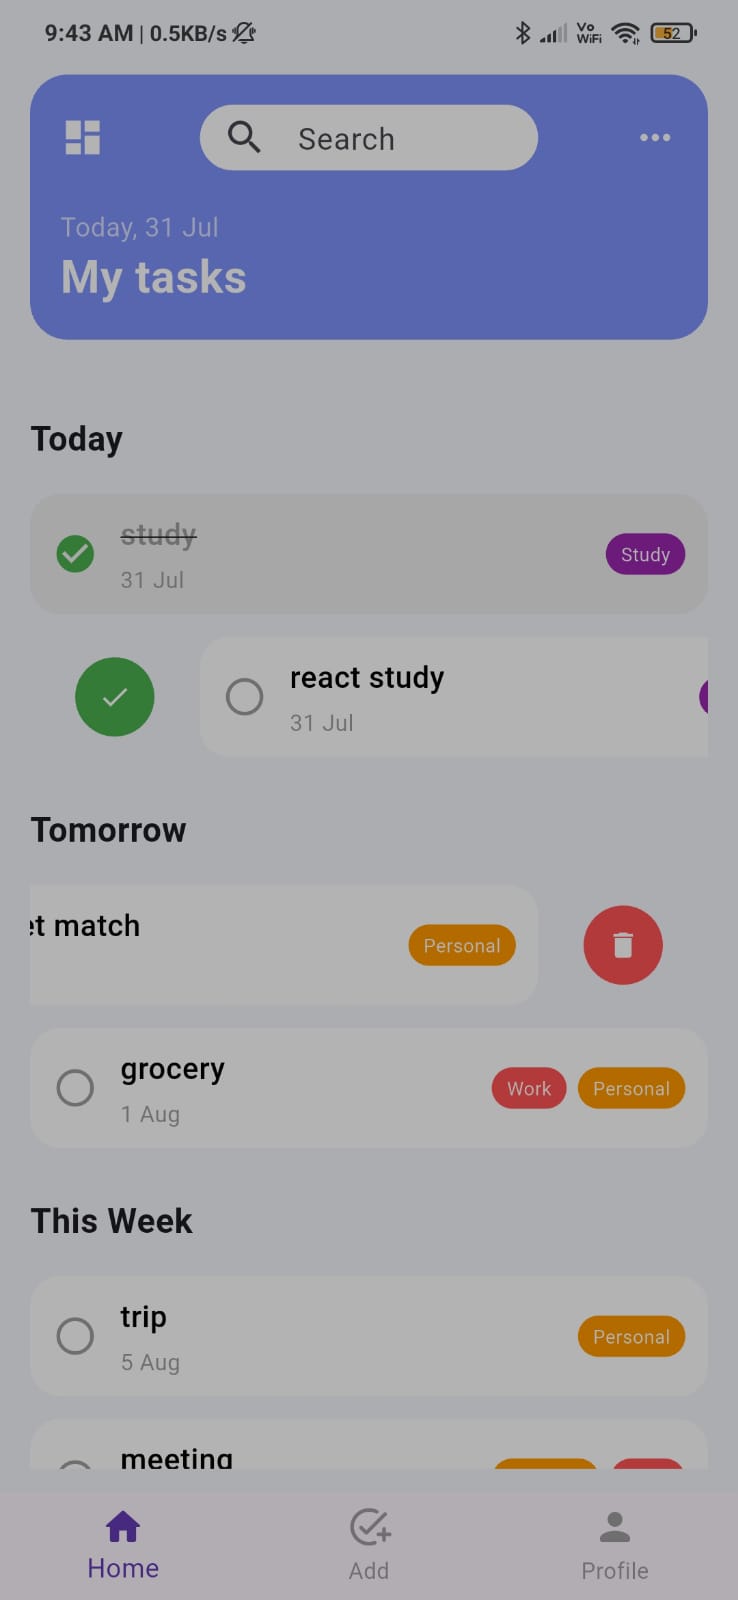 9:43 AM | 0.5KB/s Vo WiFi 52
Search
Today, 31 Jul
My tasks
Today
study
31 Jul
Study
react study
31 Jul
Tomorrow
et match
Personal
grocery
1 Aug
Work Personal
This Week
trip
5 Aug
Personal
meeting
Home Add Profile